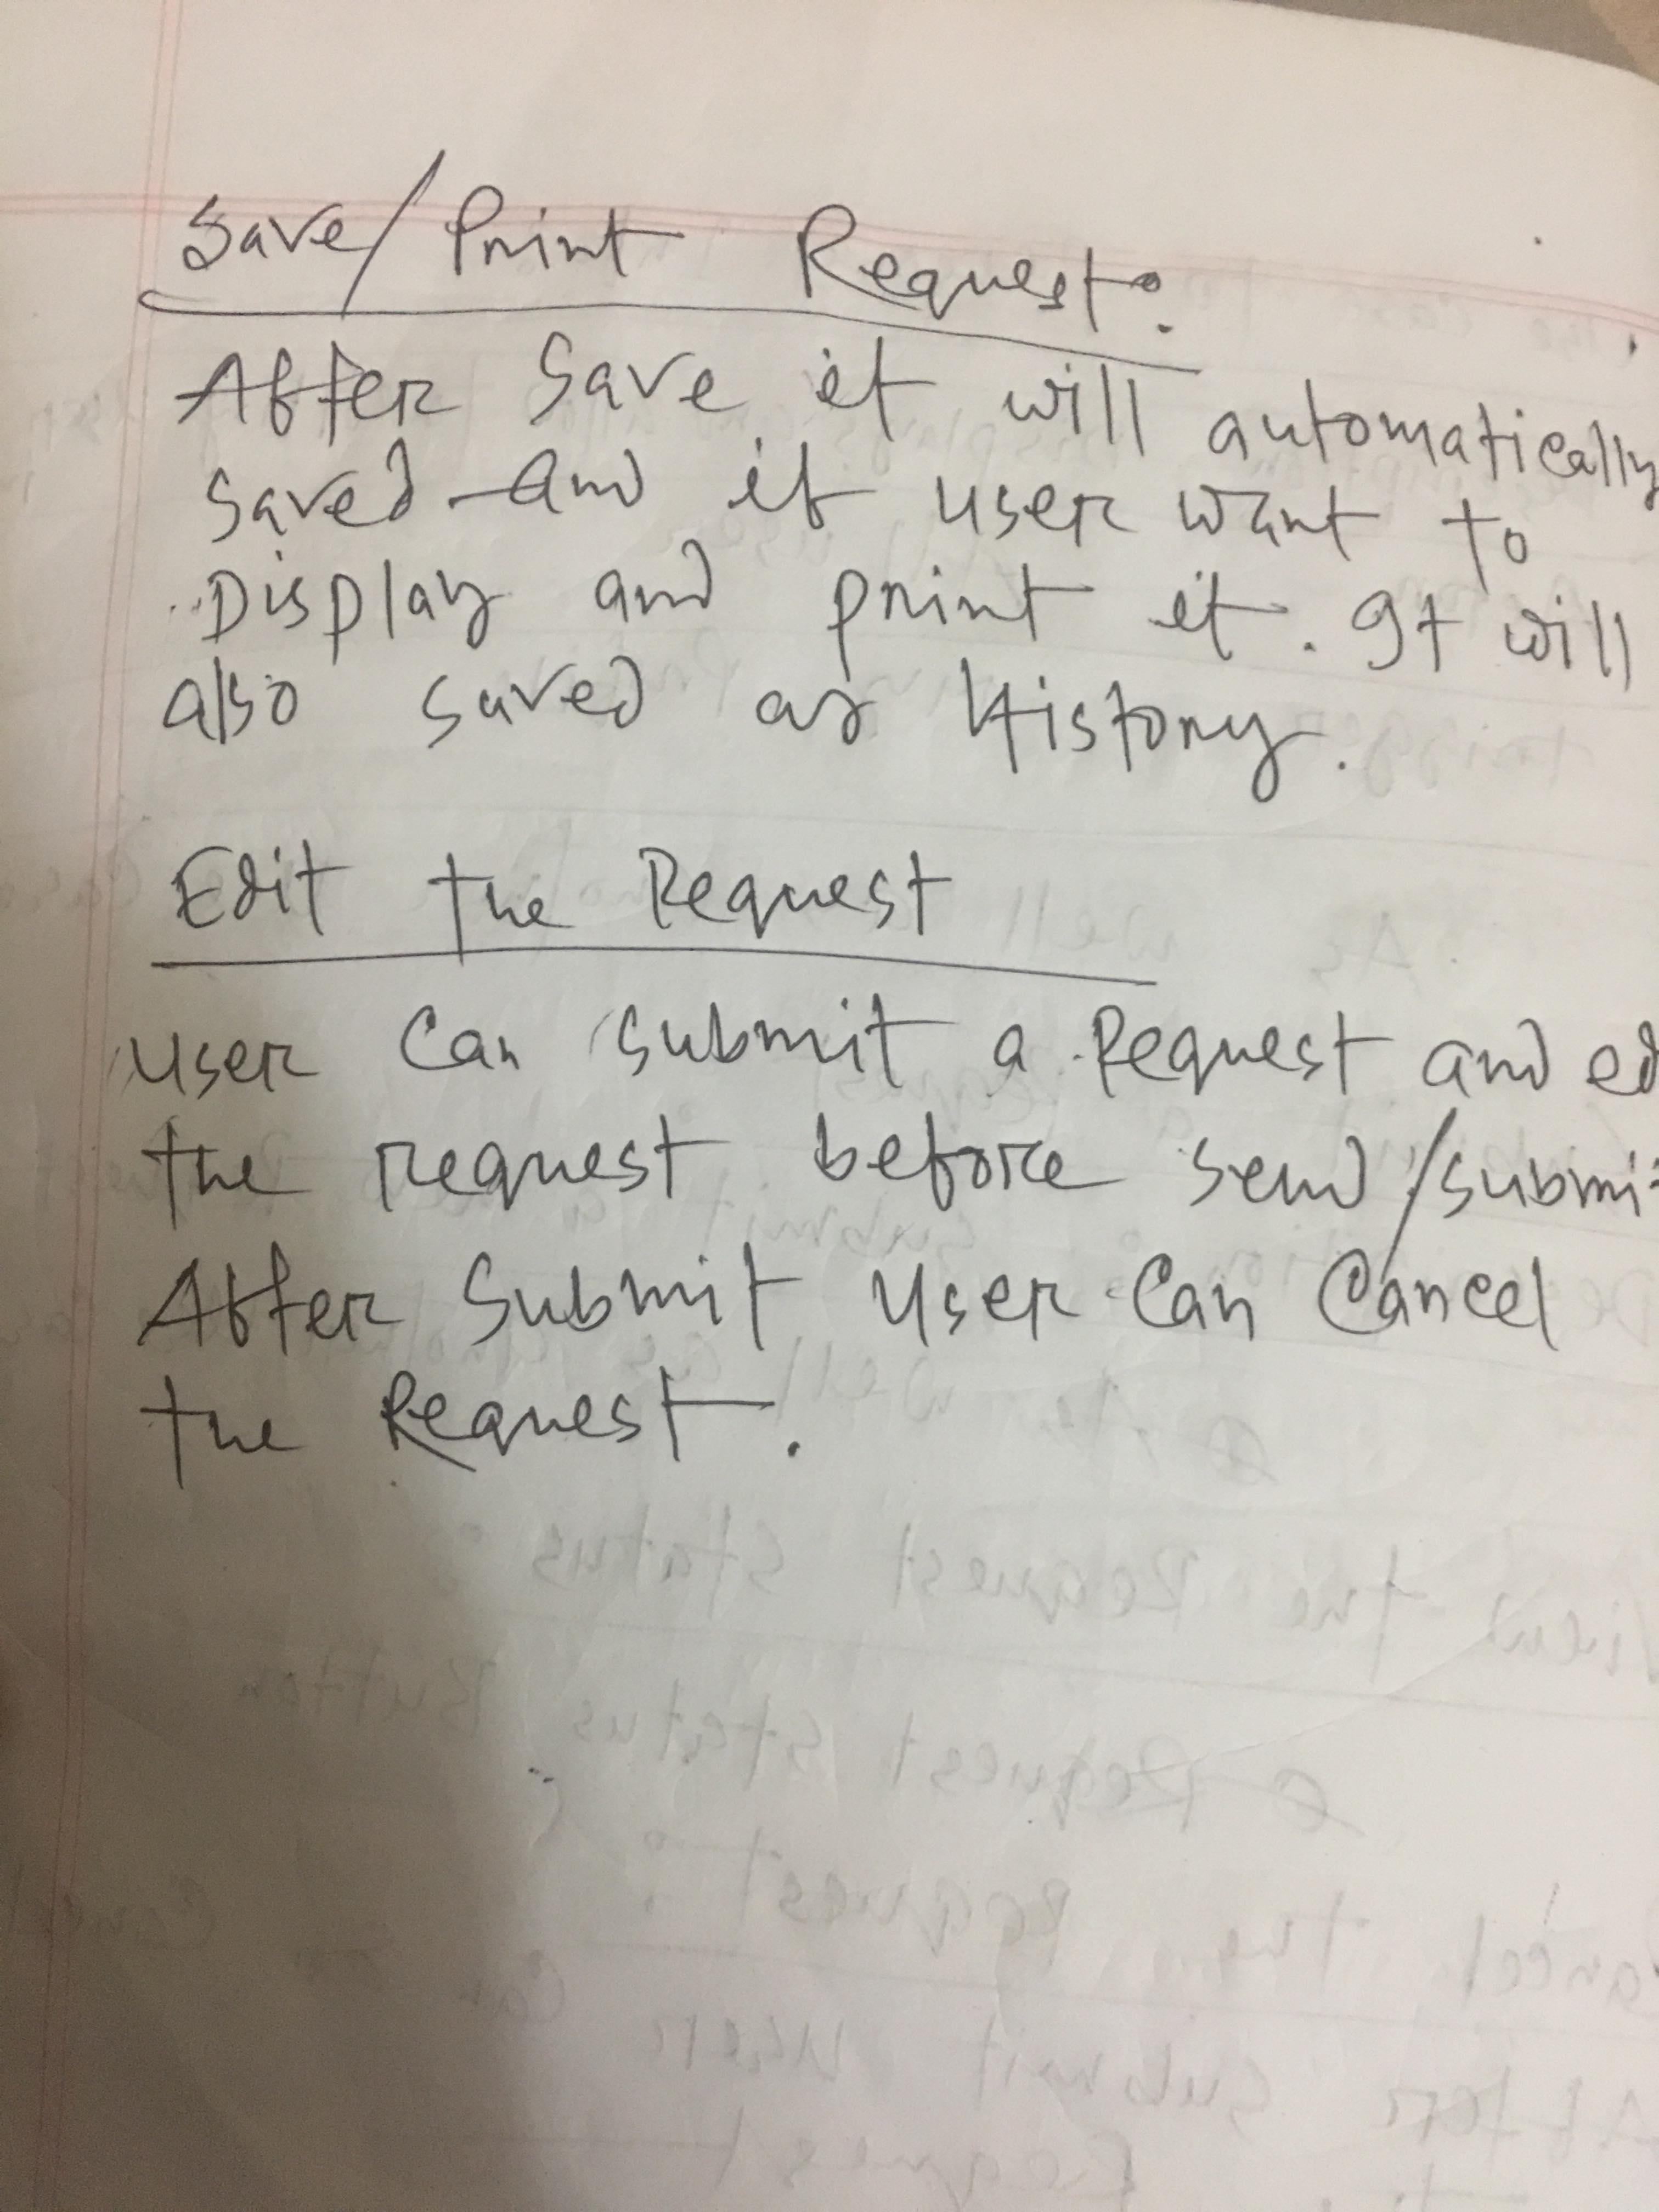 Save/Print Request:
After Save it will automatically
saved and if user want to
Display and print it. It will
also saved as History.
Edit the Request
User Can submit a Request and ed
the request before send/submi
After Submit User Can Cancel
the Request.